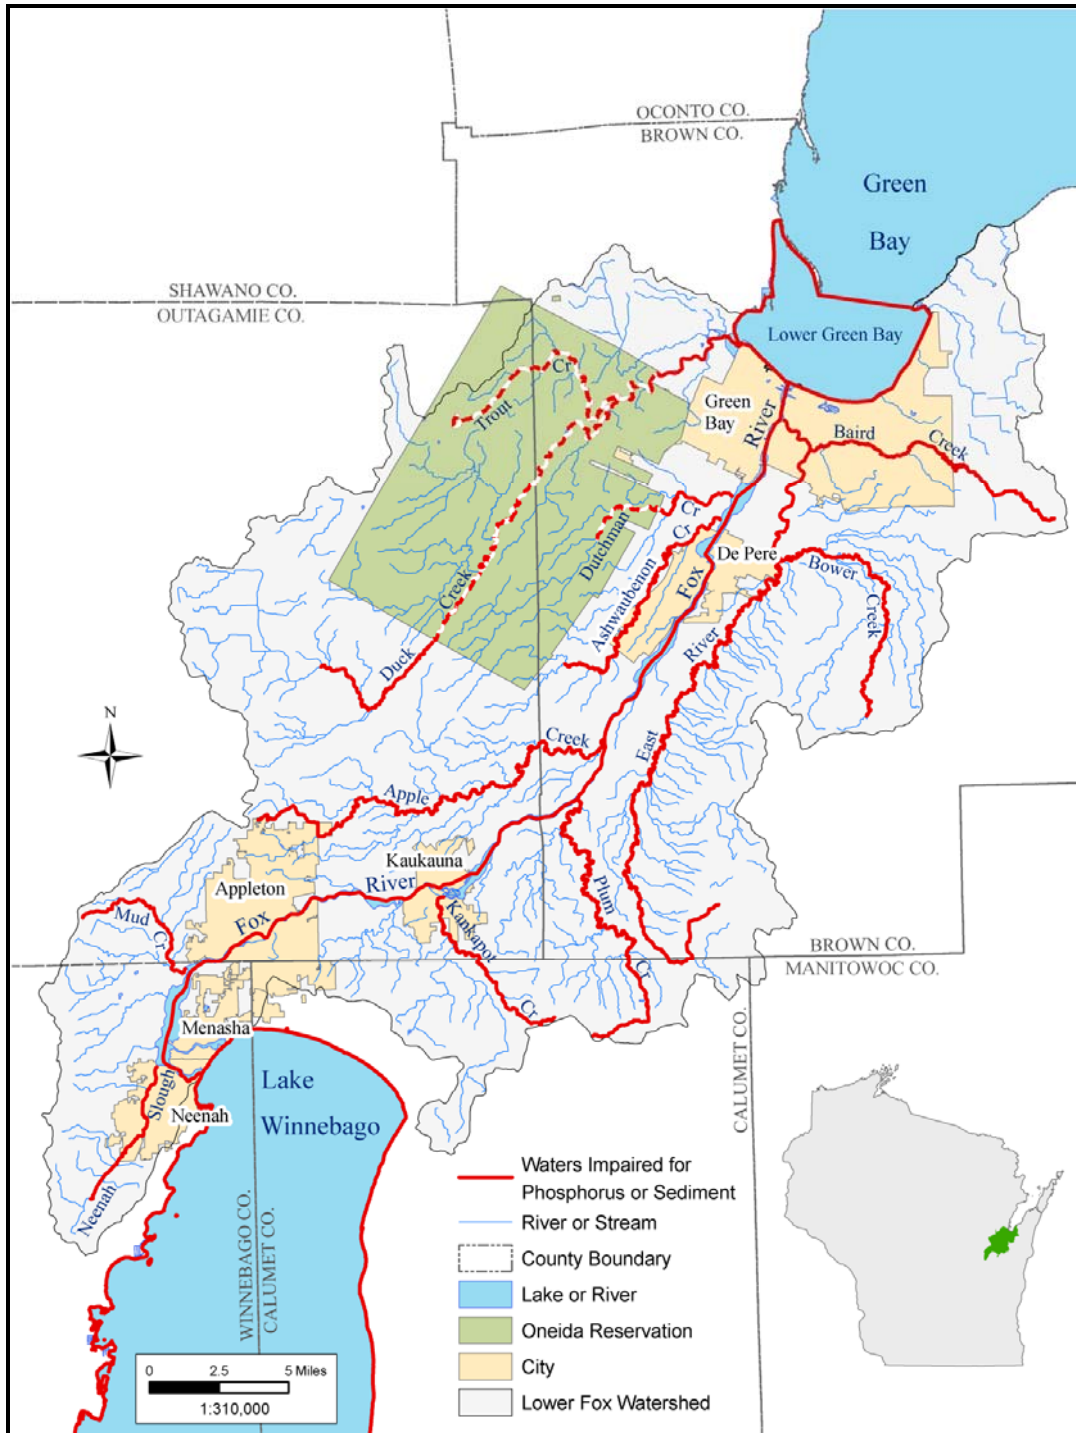 OCONTO CO.
BROWN CO.
Green
Bay
SHAWANO CO.
OUTAGAMIE CO.
Lower Green Bay
Cr
Trout
Green
Bay
River
Baird
Creek
Cr
Cr
Dutchman
De Pere
Bower
Creek
Ashwaubenon
Fox
Creek
Duck
River
East
N
Creek
Apple
Kaukauna
River
Appleton
Fox
Plum
Cr
Kankapot
Cr
Mud
Cr
BROWN CO.
MANITOWOC CO.
CALUMET CO.
Menasha
Slough
Neenah
Neenah
Lake
Winnebago
WINNEBAGO CO.
CALUMET CO.
Waters Impaired for
Phosphorus or Sediment
River or Stream
County Boundary
Lake or River
Oneida Reservation
City
Lower Fox Watershed
0 2.5 5 Miles
1:310,000